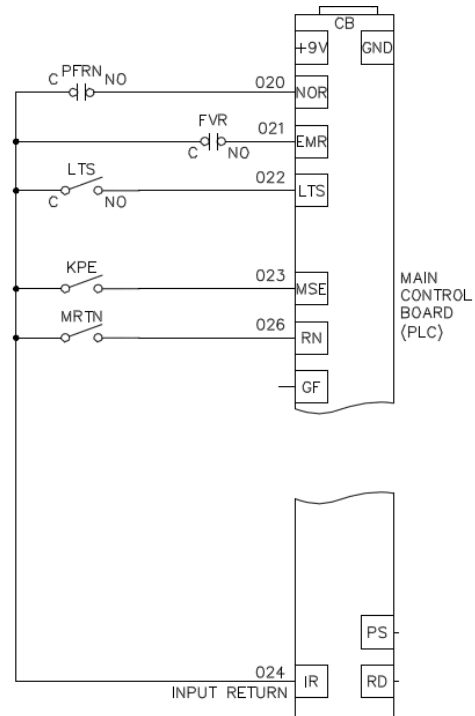 CB
+9V GND
PFRN
C NO 020 NOR
FVR 021 EMR
C NO
LTS 022 LTS
C NO
KPE 023 MSE
MAIN
CONTROL
BOARD
(PLC)
MRTN 026 RN
GF
PS
024 IR RD
INPUT RETURN